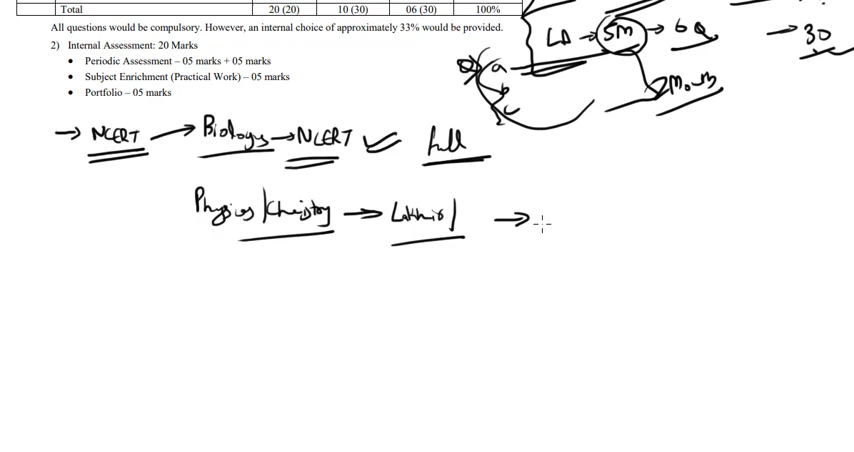 Total 20 (20) 10 (30) 06 (30) 100%
All questions would be compulsory. However, an internal choice of approximately 33% would be provided.
2) Internal Assessment: 20 Marks
• Periodic Assessment – 05 marks + 05 marks
• Subject Enrichment (Practical Work) – 05 marks
• Portfolio – 05 marks
LA → 5M → 6Q → 30
a
b
c
→ NCERT → Biology → NCERT ✓ full
Physics/Chemistry → Lakhmir/ →